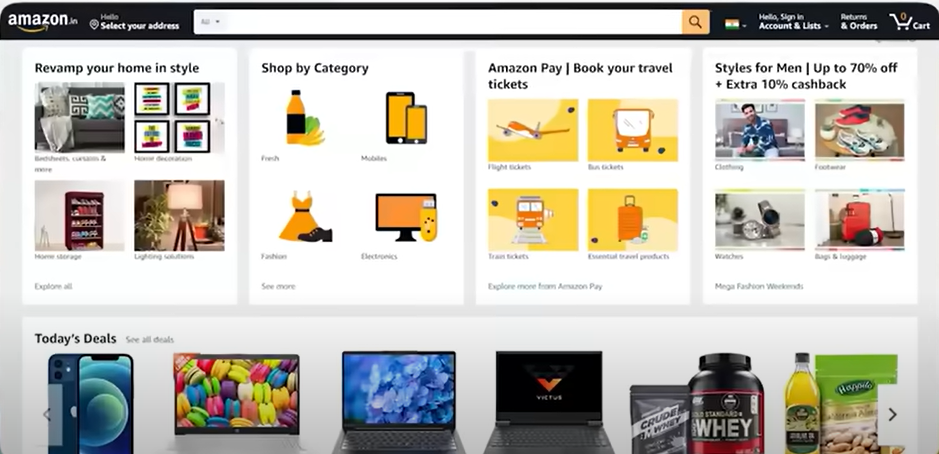 amazon.in
Hello
Select your address
All
Hello, Sign in
Account & Lists
Returns
& Orders
0
Cart
Revamp your home in style
Bedsheets, curtains &
more
Home decoration
Home storage
Lighting solutions
Explore all
Shop by Category
Fresh
Mobiles
Fashion
Electronics
See more
Amazon Pay | Book your travel
tickets
Flight tickets
Bus tickets
Train tickets
Essential travel products
Explore more from Amazon Pay
Styles for Men | Up to 70% off
+ Extra 10% cashback
Clothing
Footwear
Watches
Bags & luggage
Mega Fashion Weekends
Today's Deals
See all deals
VICTUS
CRUDE
WHEY
GOLD STANDARD
WHEY
Happilo